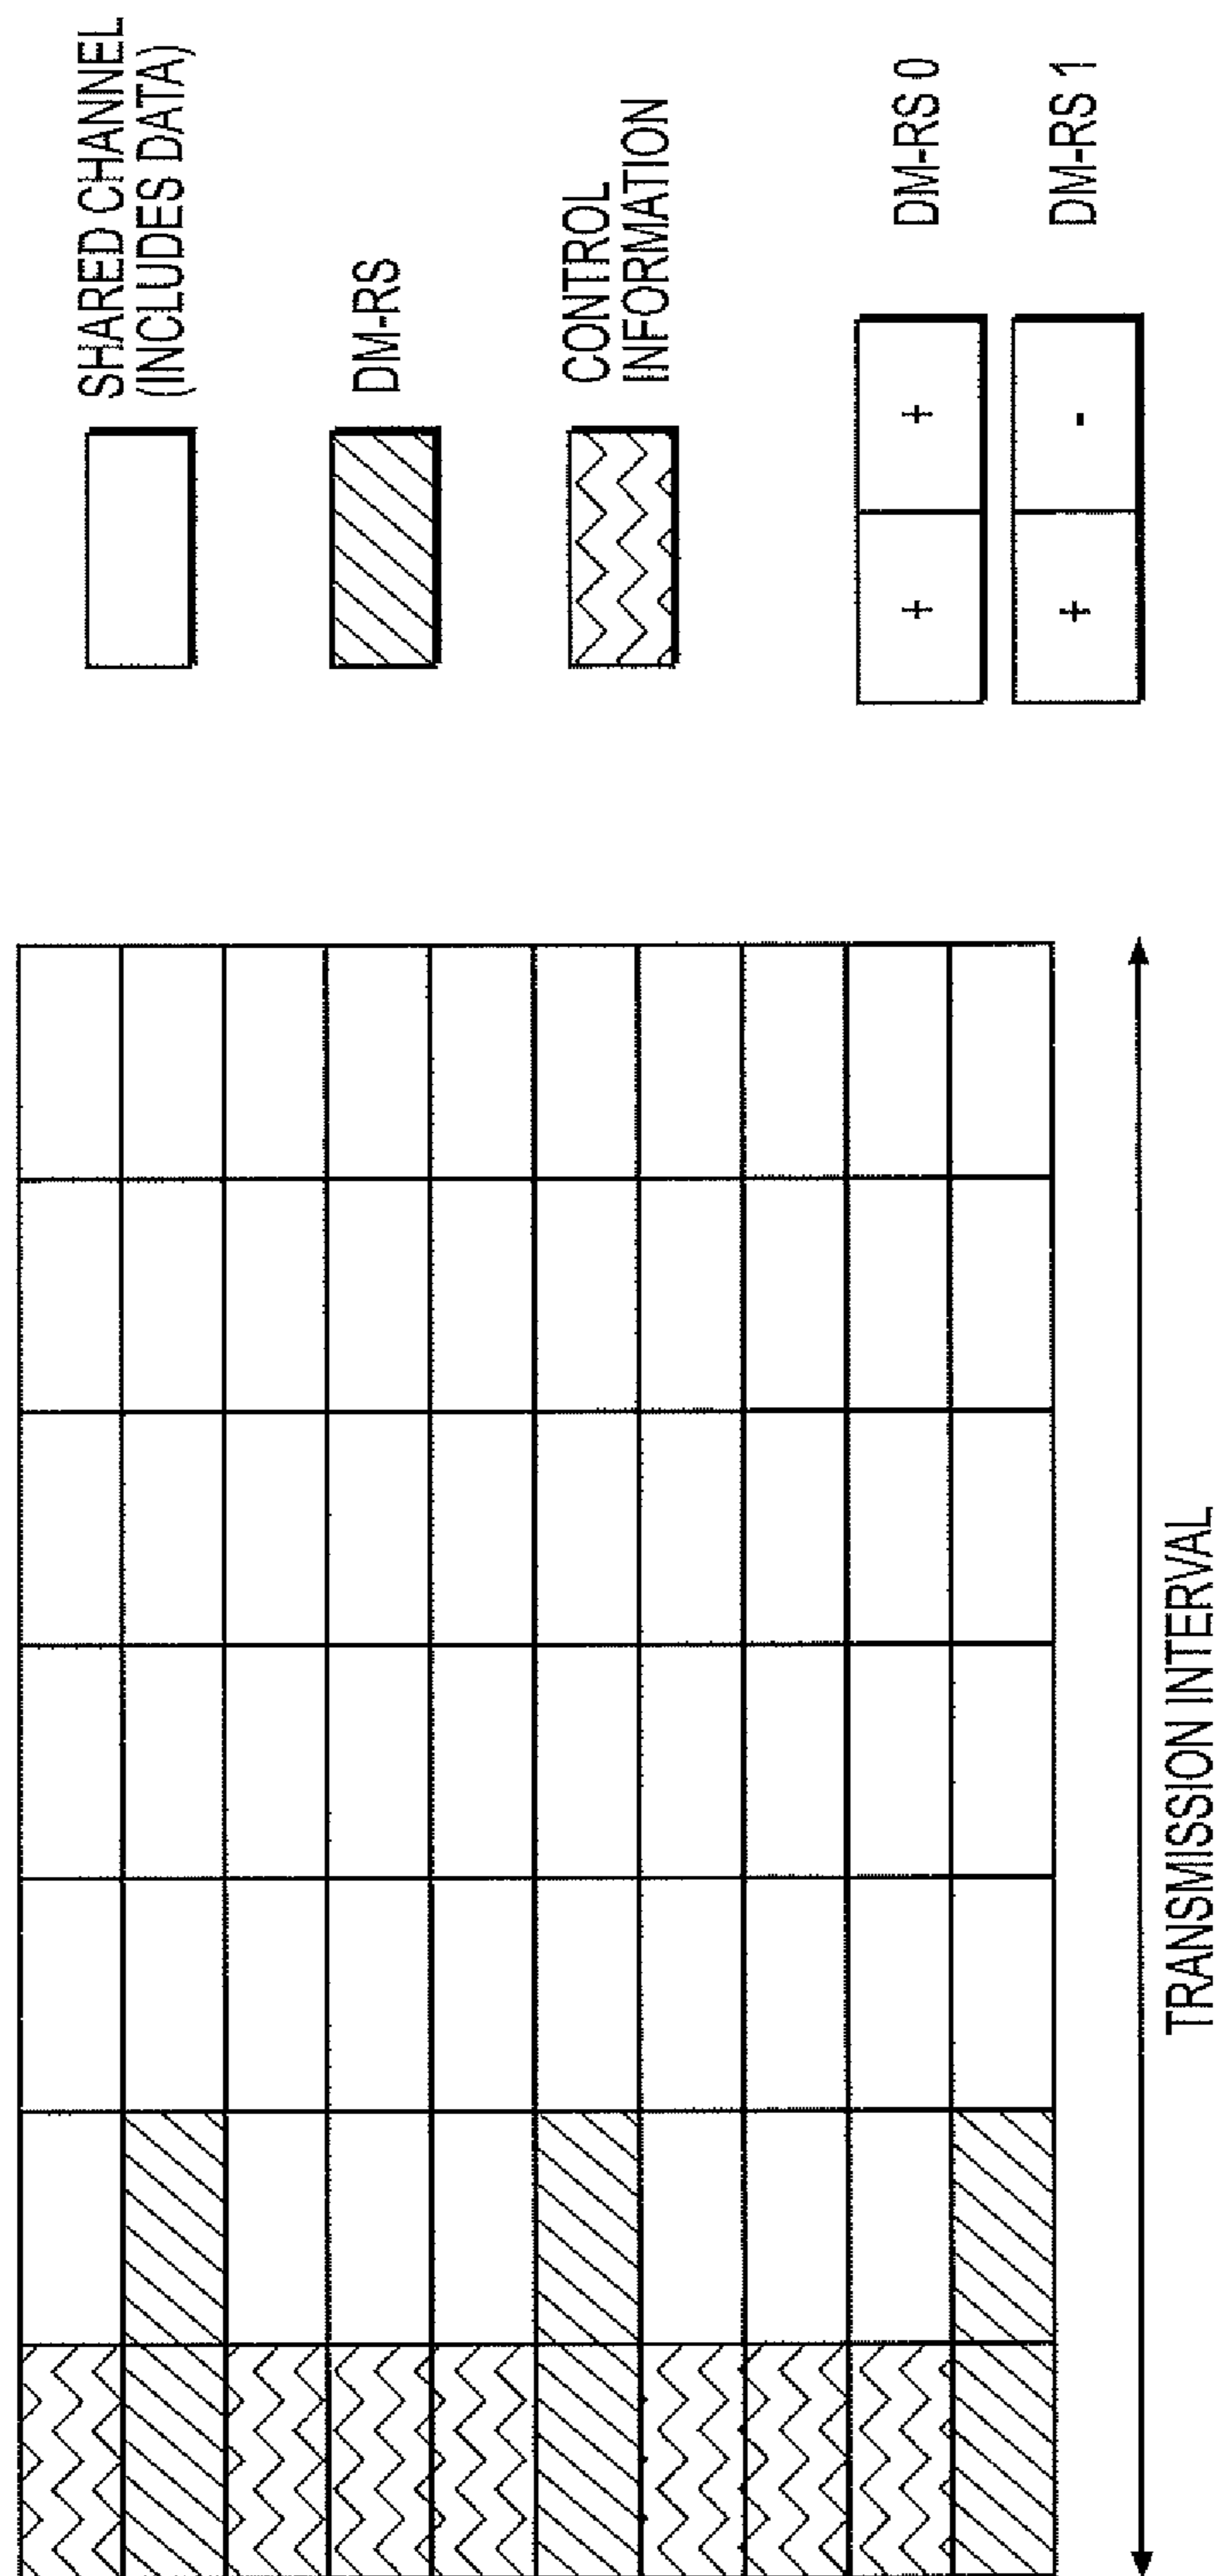 SHARED CHANNEL
(INCLUDES DATA)
DM-RS
CONTROL
INFORMATION
+ + DM-RS 0
+ - DM-RS 1
TRANSMISSION INTERVAL